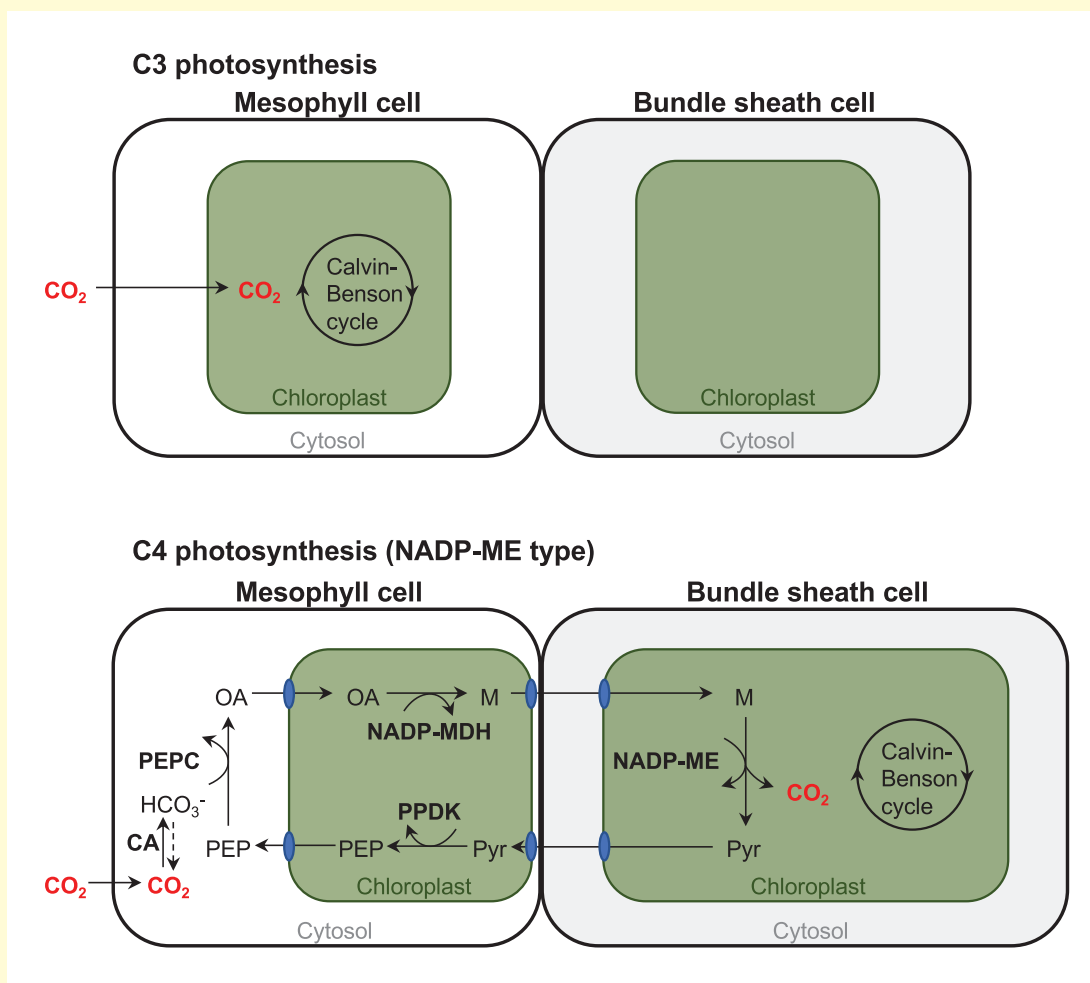 C3 photosynthesis
Mesophyll cell
Bundle sheath cell
CO₂
CO₂
Calvin-
Benson
cycle
Chloroplast
Cytosol
Chloroplast
Cytosol
C4 photosynthesis (NADP-ME type)
Mesophyll cell
Bundle sheath cell
OA
OA
M
M
NADP-MDH
PEPC
NADP-ME
CO₂
Calvin-
Benson
cycle
HCO₃⁻
PPDK
CA
PEP
PEP
Pyr
Pyr
CO₂
CO₂
Chloroplast
Chloroplast
Cytosol
Cytosol